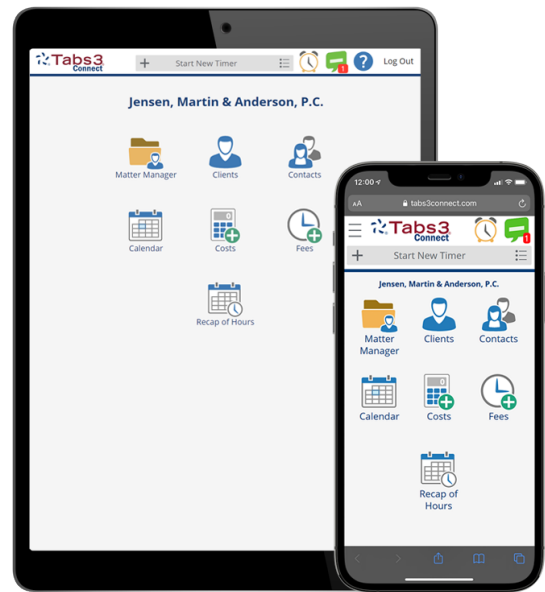 Tabs3
Connect
Start New Timer
1
?
Log Out
Jensen, Martin & Anderson, P.C.
Matter Manager
Clients
Contacts
Calendar
Costs
Fees
Recap of Hours
12:00
AA
tabs3connect.com
Tabs3
Connect
1
Start New Timer
Jensen, Martin & Anderson, P.C.
Matter
Manager
Clients
Contacts
Calendar
Costs
Fees
Recap of
Hours